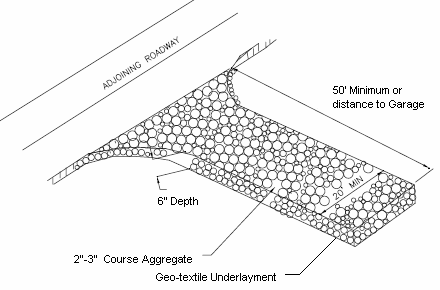 ADJOINING ROADWAY
50' Minimum or
distance to Garage
20' MIN
6" Depth
2"-3" Course Aggregate
Geo-textile Underlayment